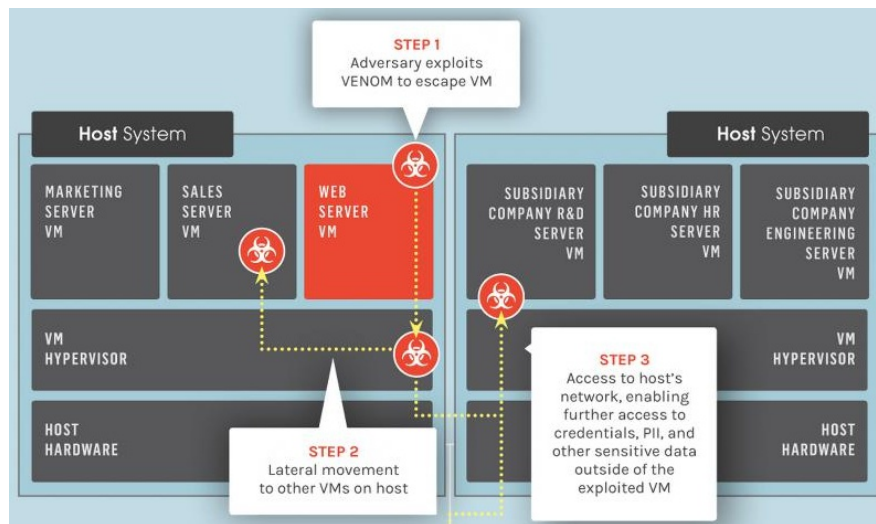 STEP 1
Adversary exploits
VENOM to escape VM
Host System
Host System
MARKETING
SERVER
VM
SALES
SERVER
VM
WEB
SERVER
VM
SUBSIDIARY
COMPANY R&D
SERVER
VM
SUBSIDIARY
COMPANY HR
SERVER
VM
SUBSIDIARY
COMPANY
ENGINEERING
SERVER
VM
VM
HYPERVISOR
VM
HYPERVISOR
HOST
HARDWARE
HOST
HARDWARE
STEP 2
Lateral movement
to other VMs on host
STEP 3
Access to host's
network, enabling
further access to
credentials, PII, and
other sensitive data
outside of the
exploited VM